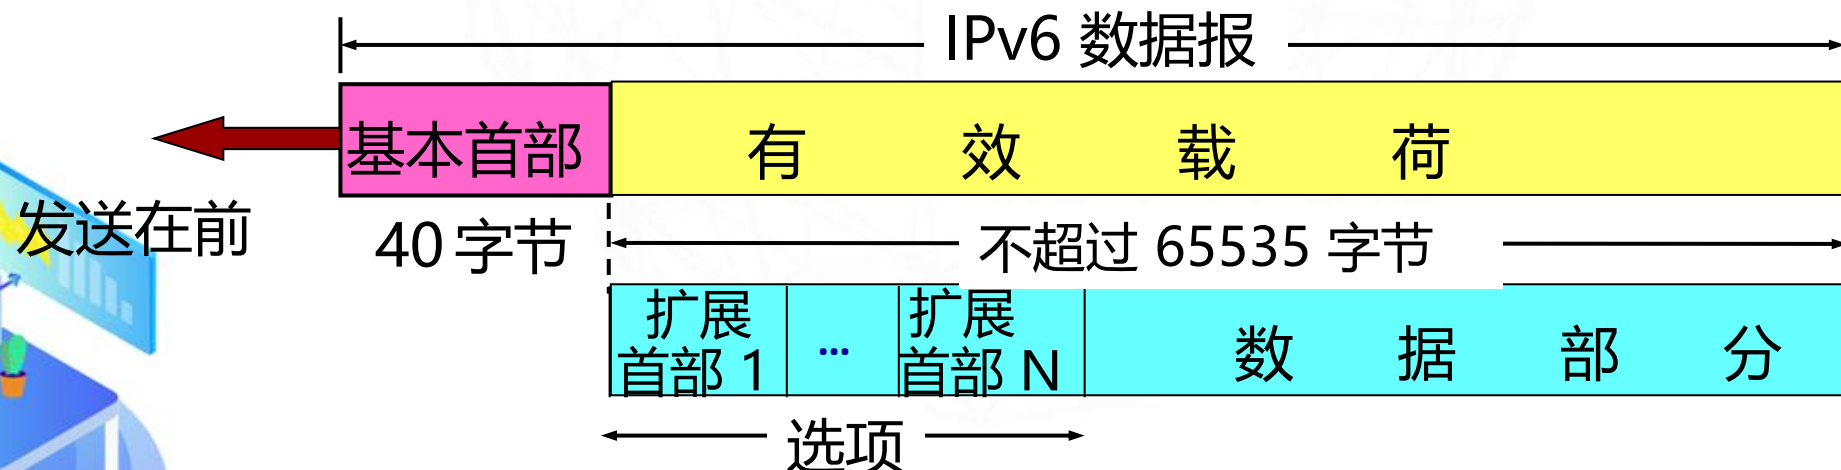 IPv6 数据报
基本首部
有效载荷
发送在前
40 字节
不超过 65535 字节
扩展
首部 1
...
扩展
首部 N
数据部分
选项